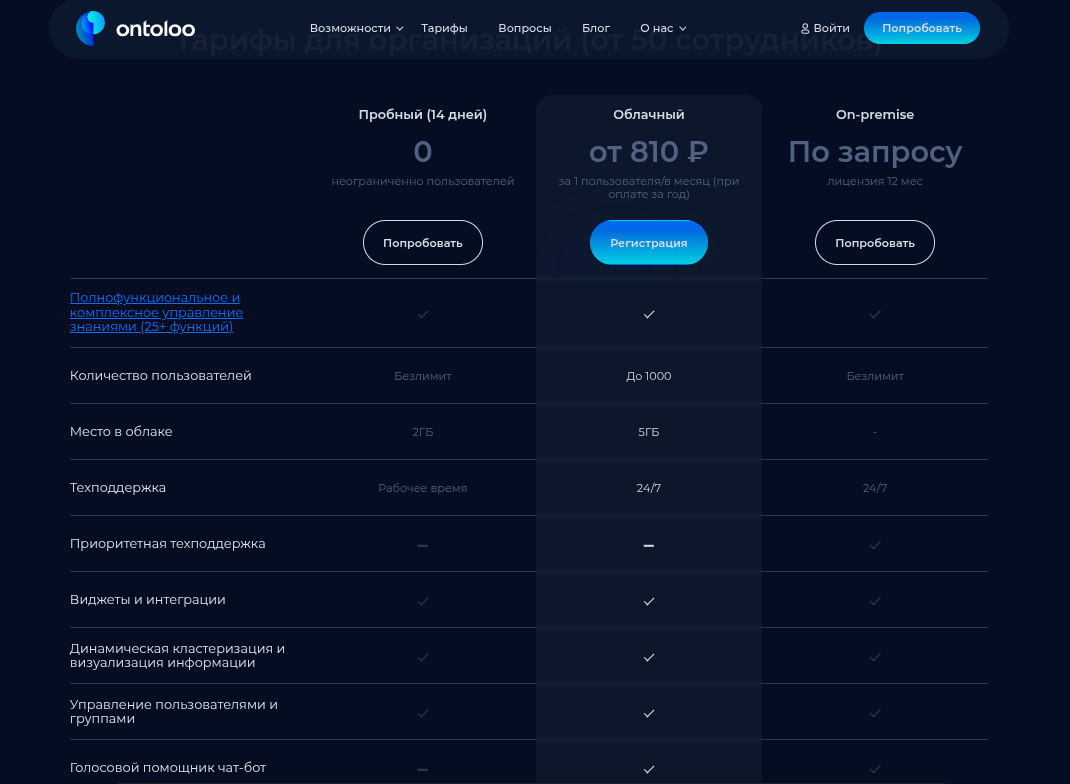 ontoloo
Возможности
Тарифы
Вопросы
Блог
О нас
Войти
Попробовать
Тарифы для организаций (от 50 сотрудников)
Пробный (14 дней)
Облачный
On-premise
0
от 810 ₽
По запросу
неограниченно пользователей
за 1 пользователя/в месяц (при
оплате за год)
лицензия 12 мес
Попробовать
Регистрация
Попробовать
Полнофункциональное и
комплексное управление
знаниями (25+ функций)
Количество пользователей
Безлимит
До 1000
Безлимит
Место в облаке
2ГБ
5ГБ
-
Техподдержка
Рабочее время
24/7
24/7
Приоритетная техподдержка
Виджеты и интеграции
Динамическая кластеризация и
визуализация информации
Управление пользователями и
группами
Голосовой помощник чат-бот